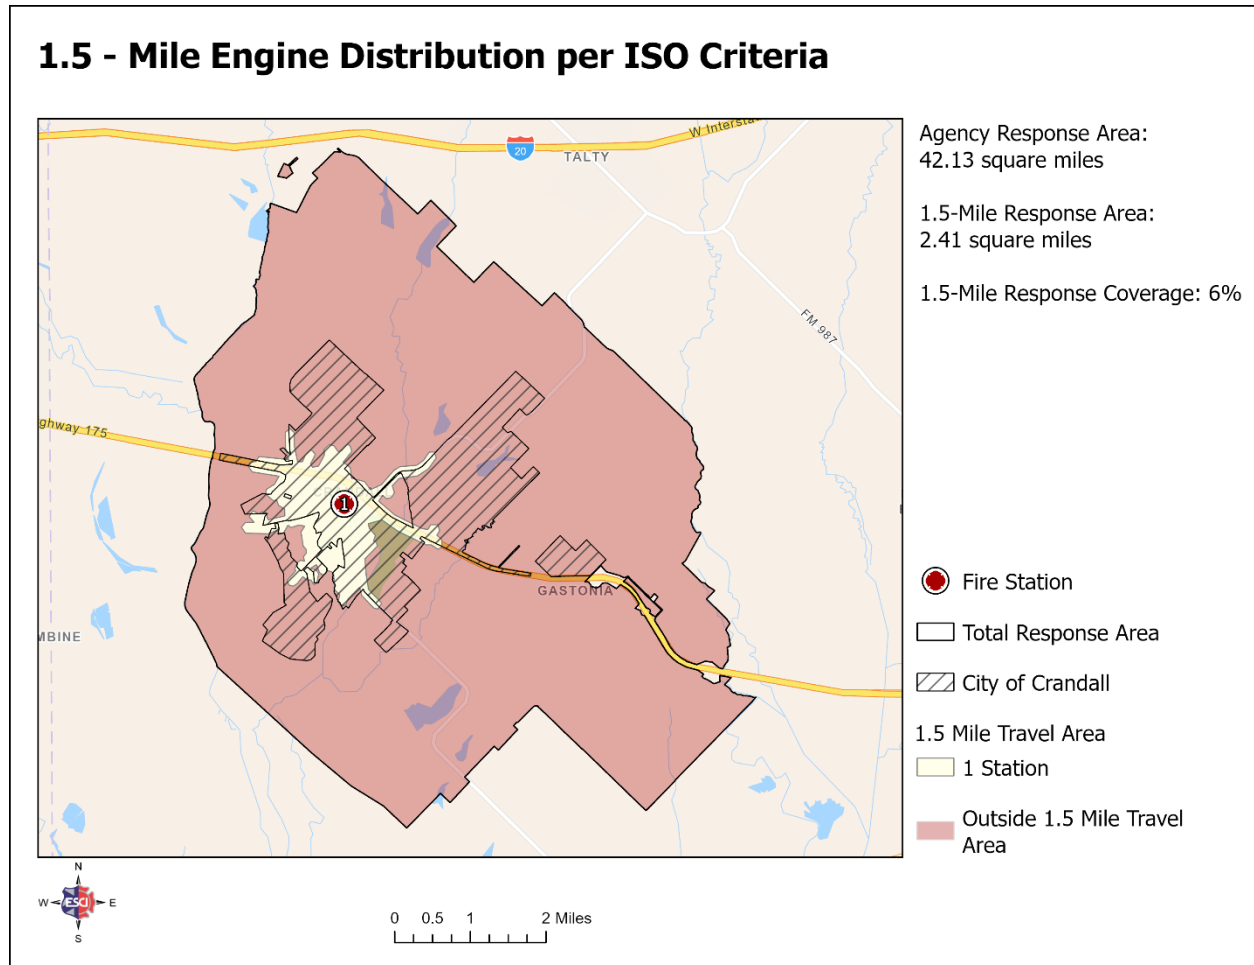 1.5 - Mile Engine Distribution per ISO Criteria
W Intersta
20
TALTY
FM 987
ghway 175
1
GASTONIA
MBINE
Agency Response Area:
42.13 square miles
1.5-Mile Response Area:
2.41 square miles
1.5-Mile Response Coverage: 6%
Fire Station
Total Response Area
City of Crandall
1.5 Mile Travel Area
1 Station
Outside 1.5 Mile Travel
Area
N
W
ESCI
E
S
0 0.5 1 2 Miles